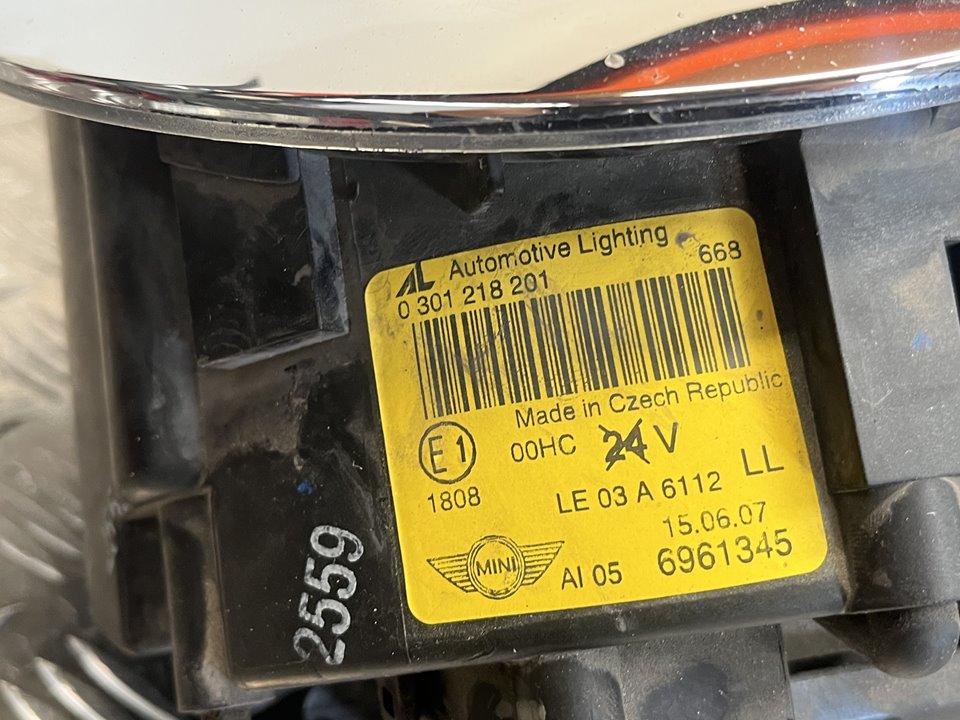 AL Automotive Lighting
0 301 218 201 668
Made in Czech Republic
E1 00HC 24 V
1808 LE 03 A 6112 LL
15.06.07
MINI AI 05 6961345
2559